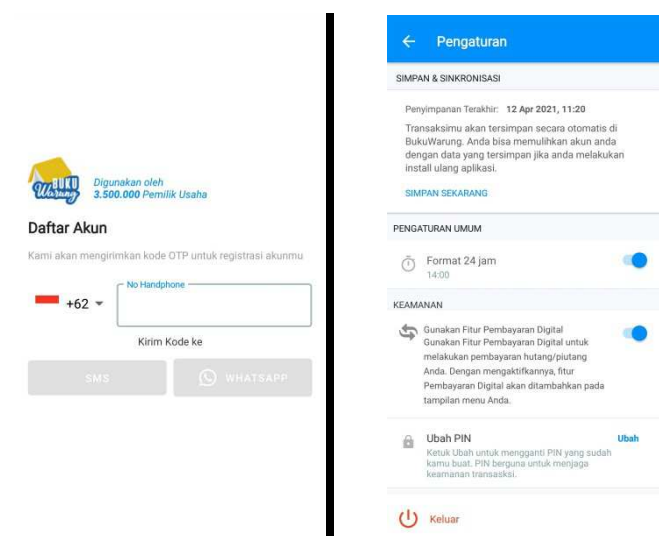 BUKU
Warung
Digunakan oleh
3.500.000 Pemilik Usaha
Daftar Akun
Kami akan mengirimkan kode OTP untuk registrasi akunmu
No Handphone
+62
Kirim Kode ke
SMS
WHATSAPP
Pengaturan
SIMPAN & SINKRONISASI
Penyimpanan Terakhir: 12 Apr 2021, 11:20
Transaksimu akan tersimpan secara otomatis di
BukuWarung. Anda bisa memulihkan akun anda
dengan data yang tersimpan jika anda melakukan
install ulang aplikasi.
SIMPAN SEKARANG
PENGATURAN UMUM
Format 24 jam
14:00
KEAMANAN
Gunakan Fitur Pembayaran Digital
Gunakan Fitur Pembayaran Digital untuk
melakukan pembayaran hutang/piutang
Anda. Dengan mengaktifkannya, fitur
Pembayaran Digital akan ditambahkan pada
tampilan menu Anda.
Ubah PIN
Ubah
Ketuk Ubah untuk mengganti PIN yang sudah
kamu buat. PIN berguna untuk menjaga
keamanan transasksi.
Keluar